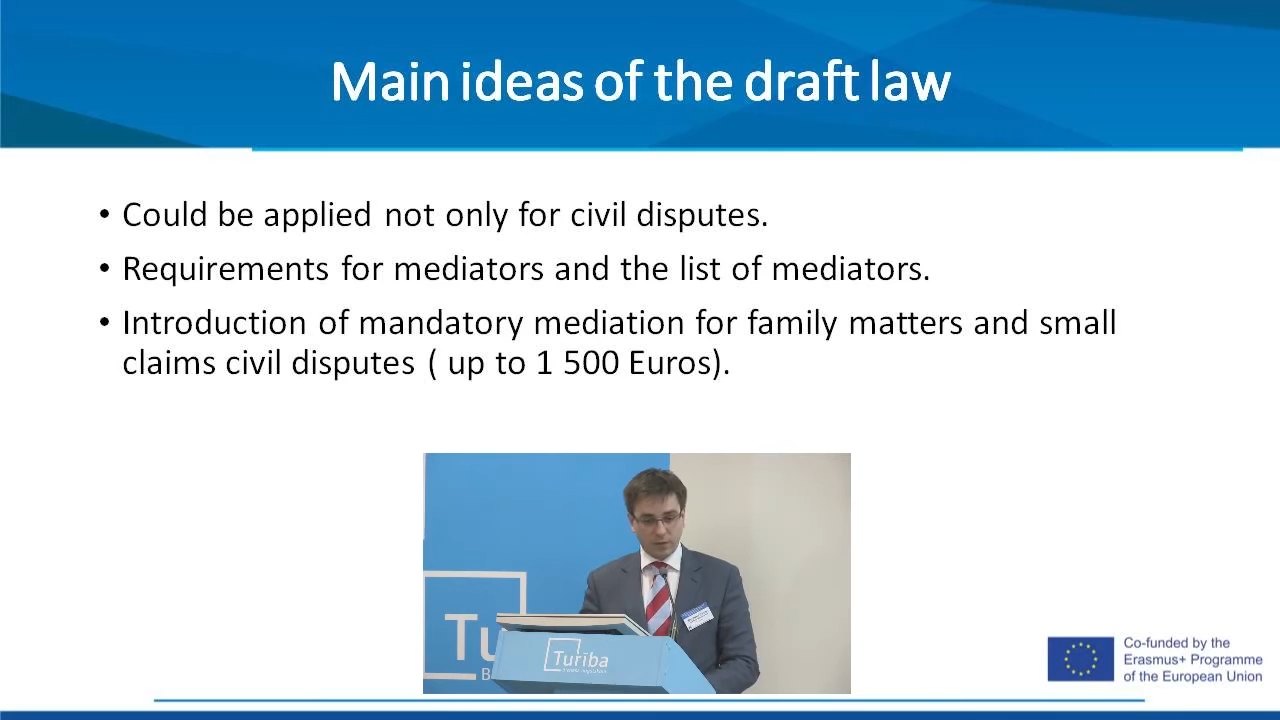 Main ideas of the draft law
• Could be applied not only for civil disputes.
• Requirements for mediators and the list of mediators.
• Introduction of mandatory mediation for family matters and small
claims civil disputes ( up to 1 500 Euros).
Tu
B
Turība
Co-funded by the
Erasmus+ Programme
of the European Union